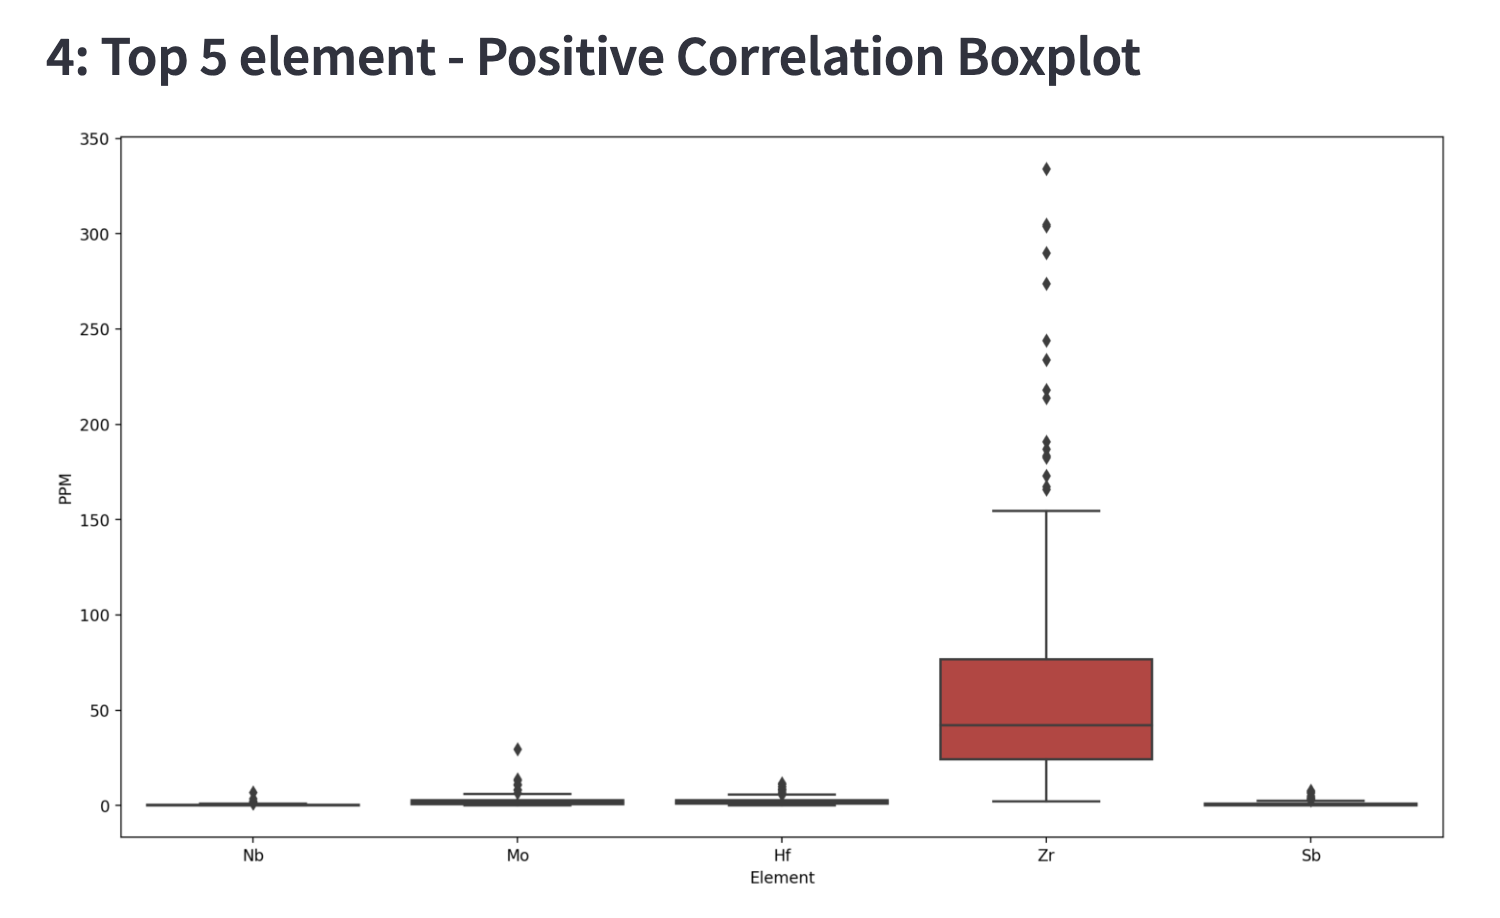 4: Top 5 element - Positive Correlation Boxplot
350
300
250
200
150
100
50
0
PPM
Nb Mo Hf Zr Sb
Element